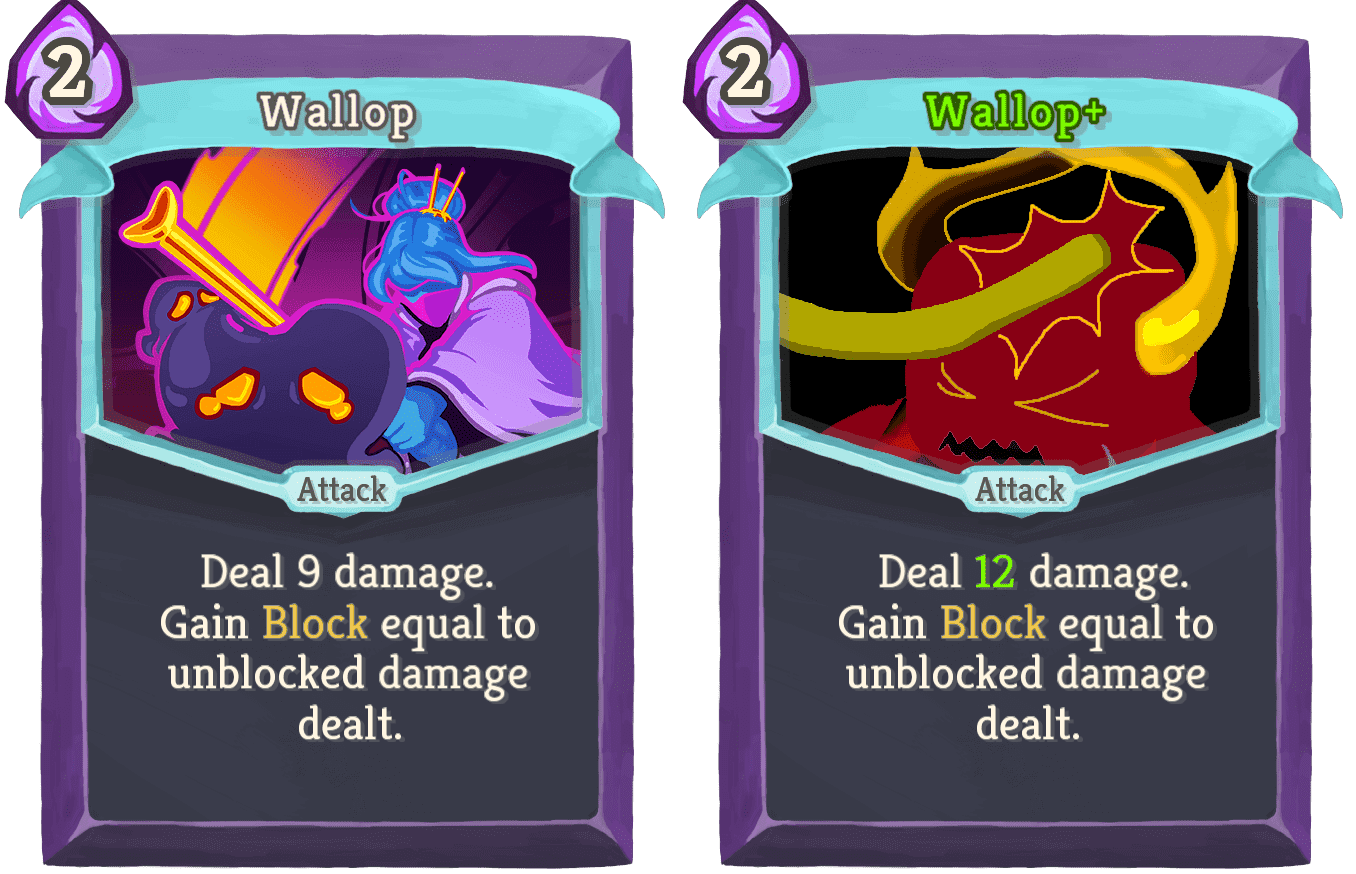 2
Wallop
Attack
Deal 9 damage.
Gain Block equal to
unblocked damage
dealt.
2
Wallop+
Attack
Deal 12 damage.
Gain Block equal to
unblocked damage
dealt.